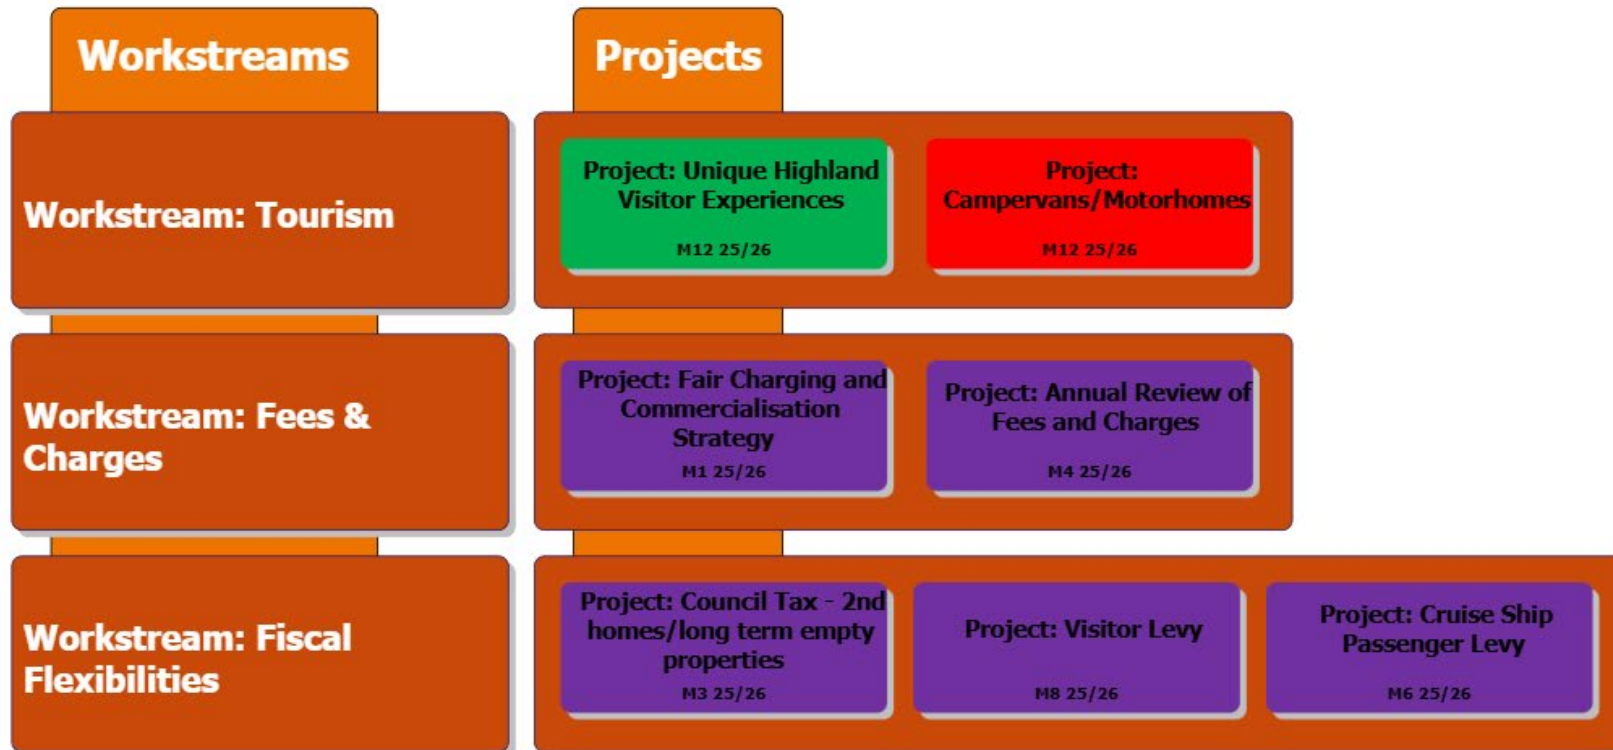 Workstreams
Projects
Workstream: Tourism
Project: Unique Highland
Visitor Experiences
M12 25/26
Project:
Campervans/Motorhomes
M12 25/26
Workstream: Fees &
Charges
Project: Fair Charging and
Commercialisation
Strategy
M1 25/26
Project: Annual Review of
Fees and Charges
M4 25/26
Workstream: Fiscal
Flexibilities
Project: Council Tax - 2nd
homes/long term empty
properties
M3 25/26
Project: Visitor Levy
M8 25/26
Project: Cruise Ship
Passenger Levy
M6 25/26